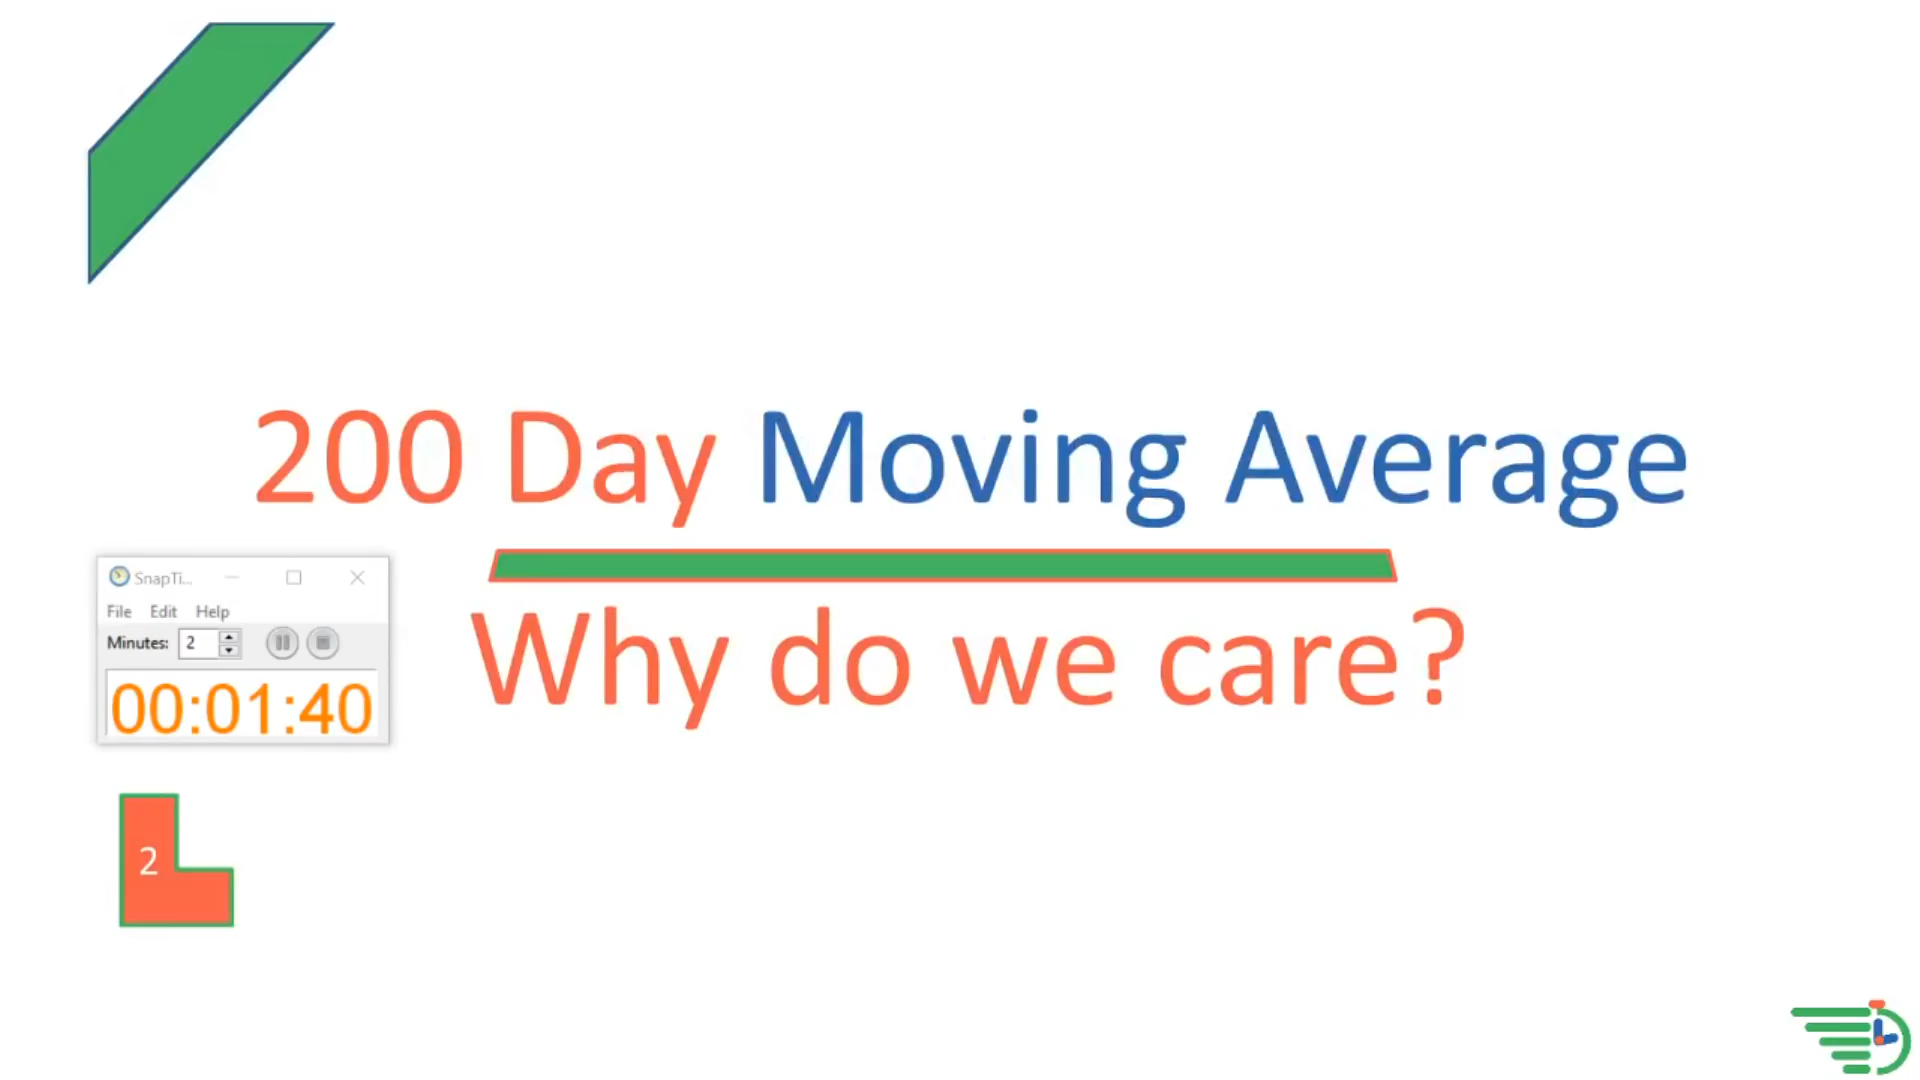 200 Day Moving Average
SnapTi...
File Edit Help
Minutes: 2
00:01:40
Why do we care?
2